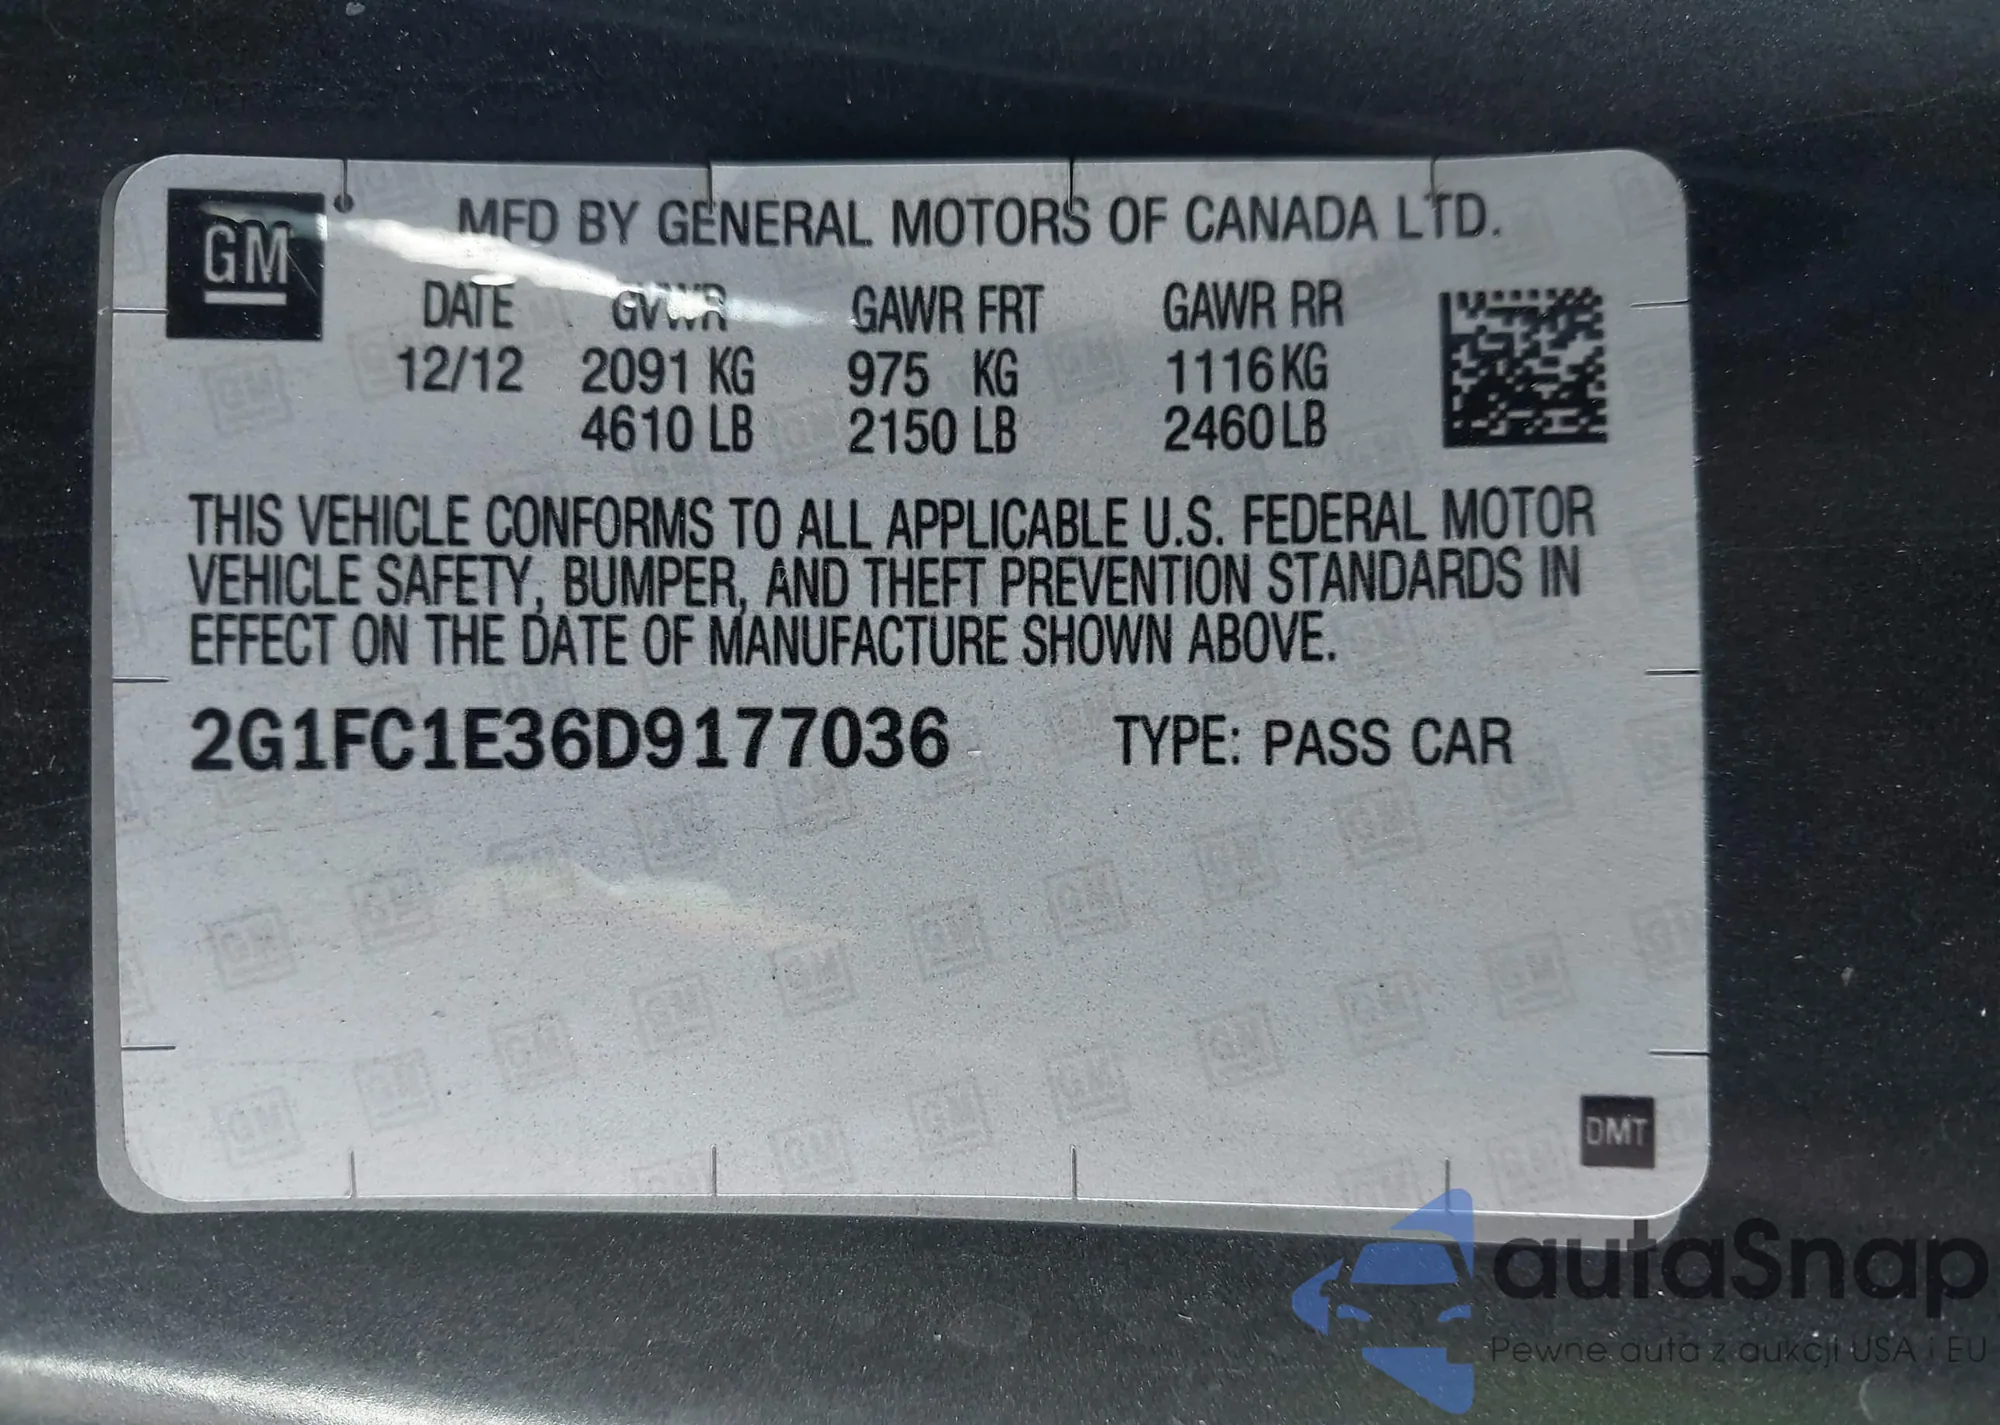 GM
MFD BY GENERAL MOTORS OF CANADA LTD.
DATE GVWR GAWR FRT GAWR RR
12/12 2091 KG 975 KG 1116 KG
4610 LB 2150 LB 2460 LB
THIS VEHICLE CONFORMS TO ALL APPLICABLE U.S. FEDERAL MOTOR
VEHICLE SAFETY, BUMPER, AND THEFT PREVENTION STANDARDS IN
EFFECT ON THE DATE OF MANUFACTURE SHOWN ABOVE.
2G1FC1E36D9177036 TYPE: PASS CAR
DMT
autaSnap
Pewne auta z aukcji USA i EU